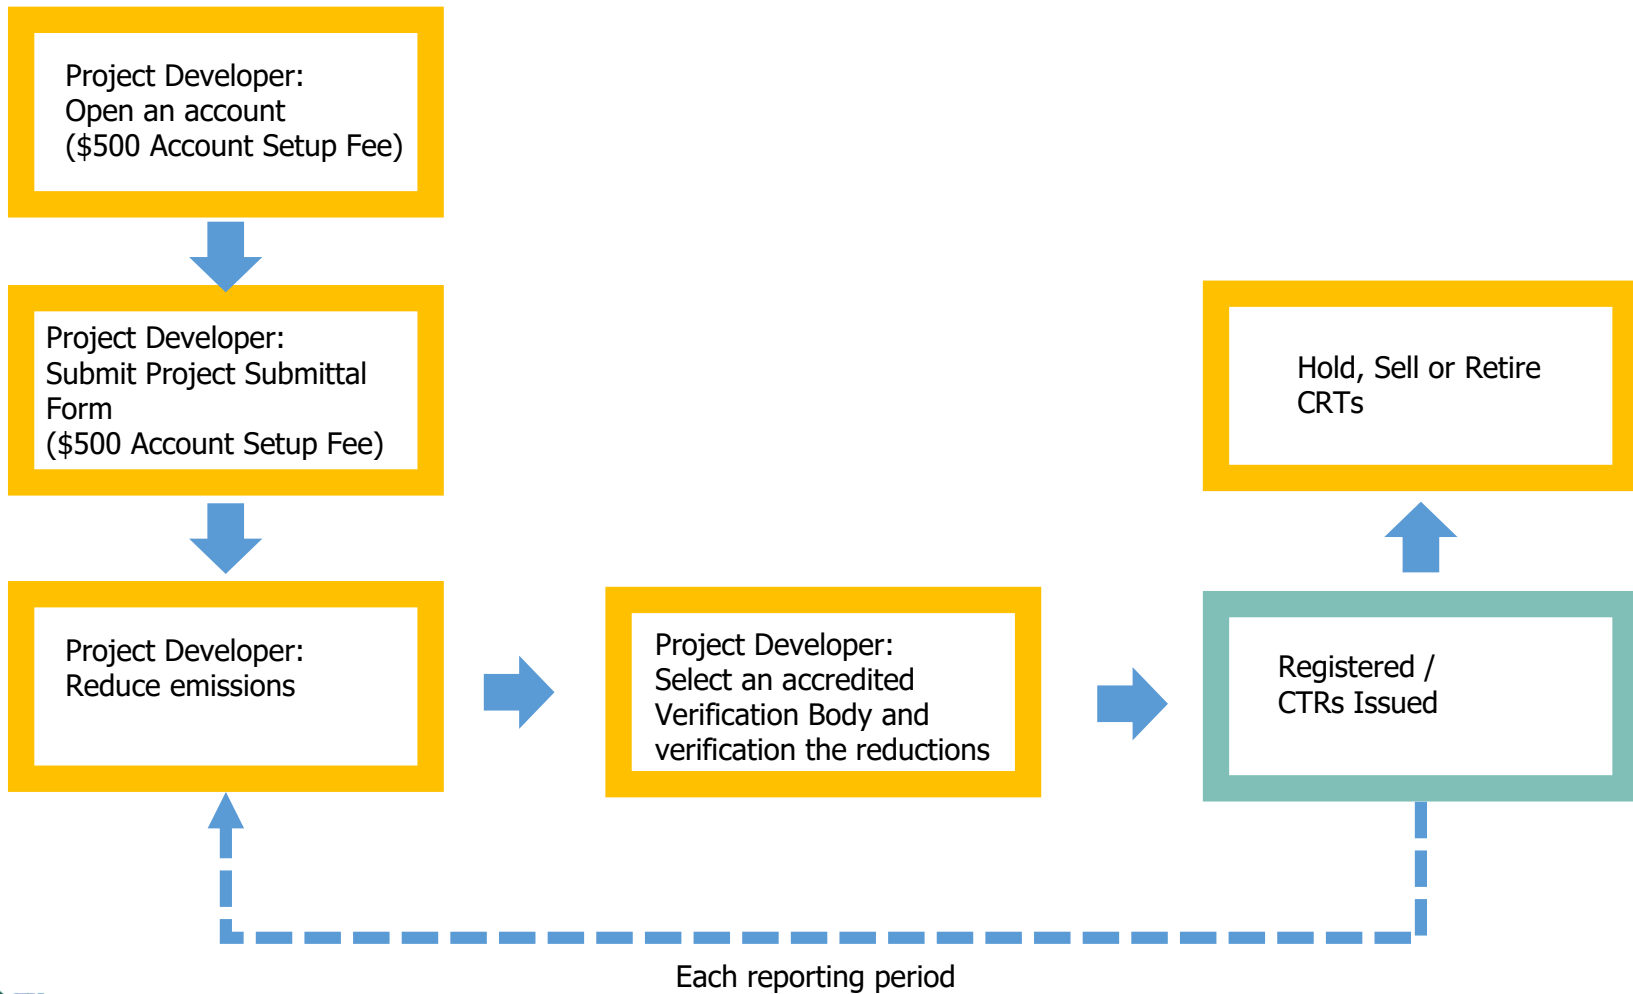 Project Developer:
Open an account
($500 Account Setup Fee)
Project Developer:
Submit Project Submittal
Form
($500 Account Setup Fee)
Hold, Sell or Retire
CRTs
Project Developer:
Reduce emissions
Project Developer:
Select an accredited
Verification Body and
verification the reductions
Registered /
CTRs Issued
Each reporting period